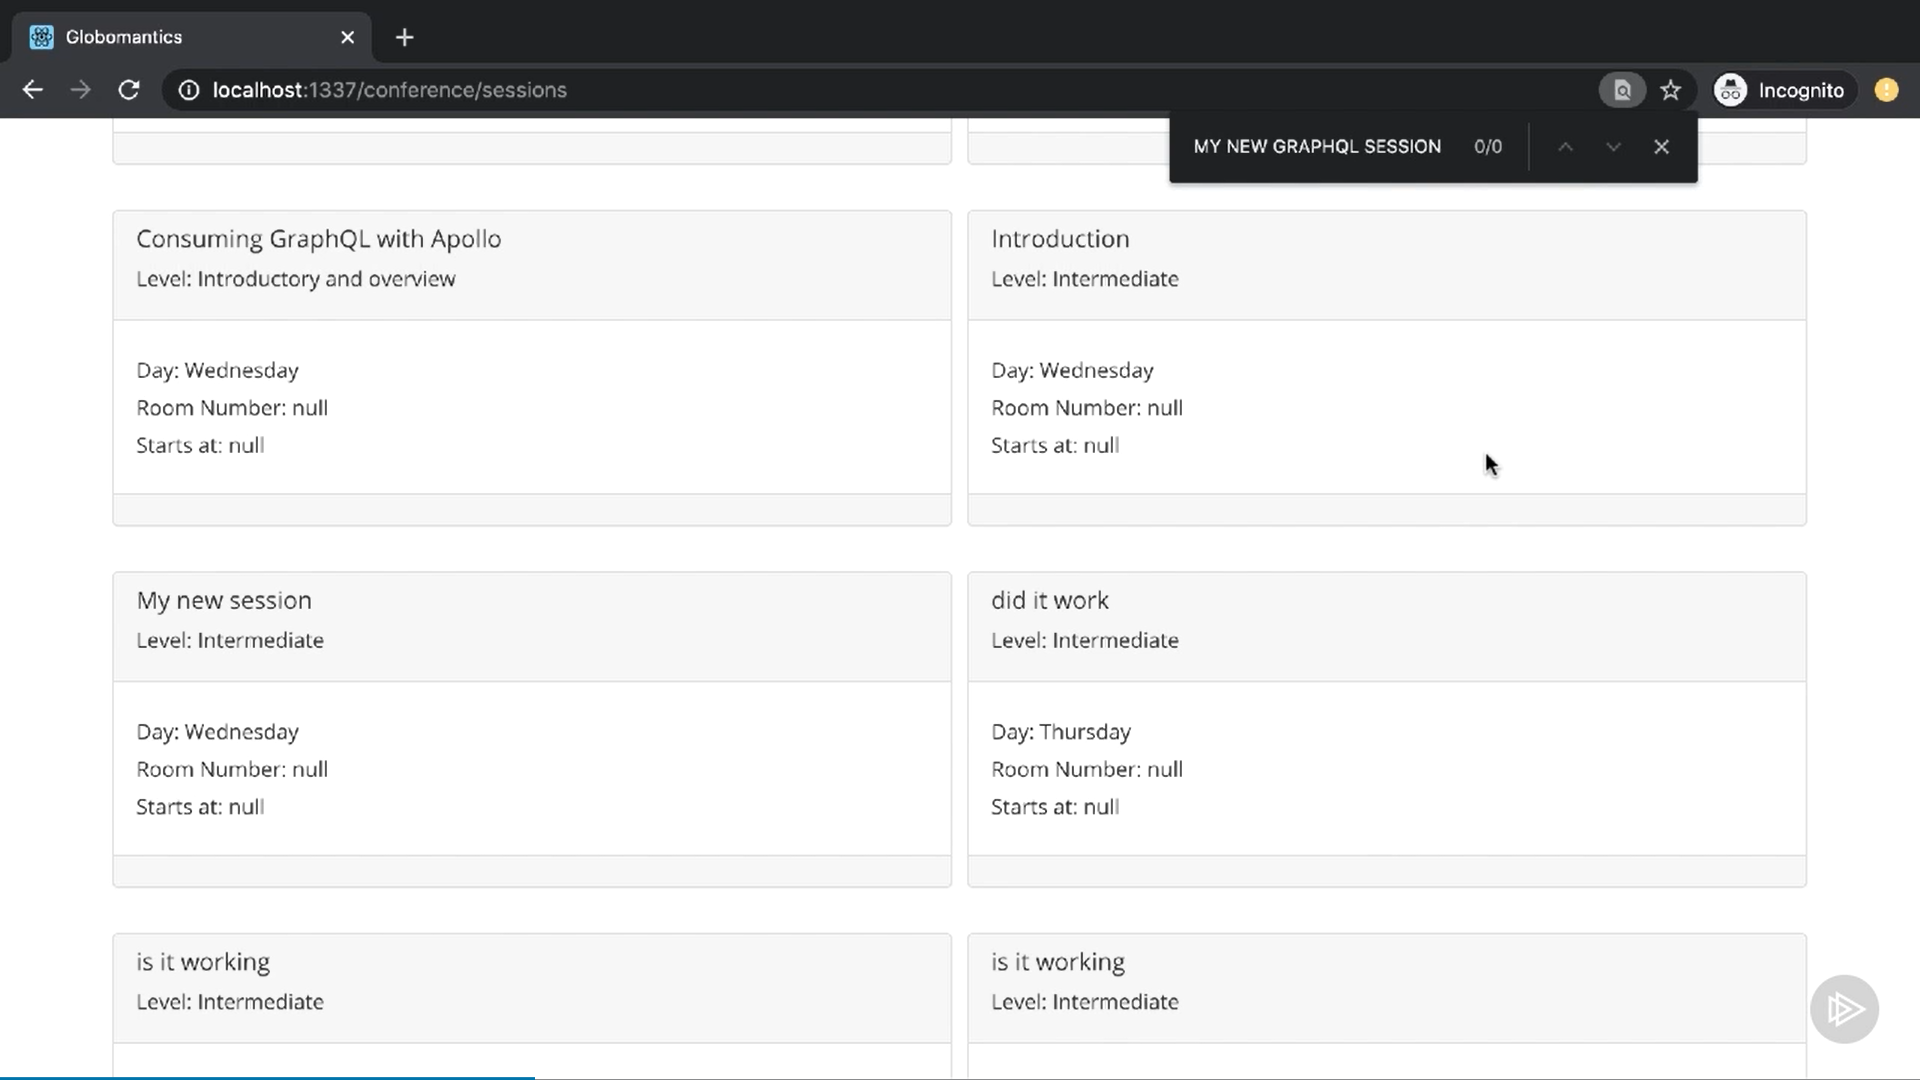 Globomantics
localhost:1337/conference/sessions
Incognito
MY NEW GRAPHQL SESSION 0/0
Consuming GraphQL with Apollo
Level: Introductory and overview
Day: Wednesday
Room Number: null
Starts at: null
Introduction
Level: Intermediate
Day: Wednesday
Room Number: null
Starts at: null
My new session
Level: Intermediate
Day: Wednesday
Room Number: null
Starts at: null
did it work
Level: Intermediate
Day: Thursday
Room Number: null
Starts at: null
is it working
Level: Intermediate
is it working
Level: Intermediate